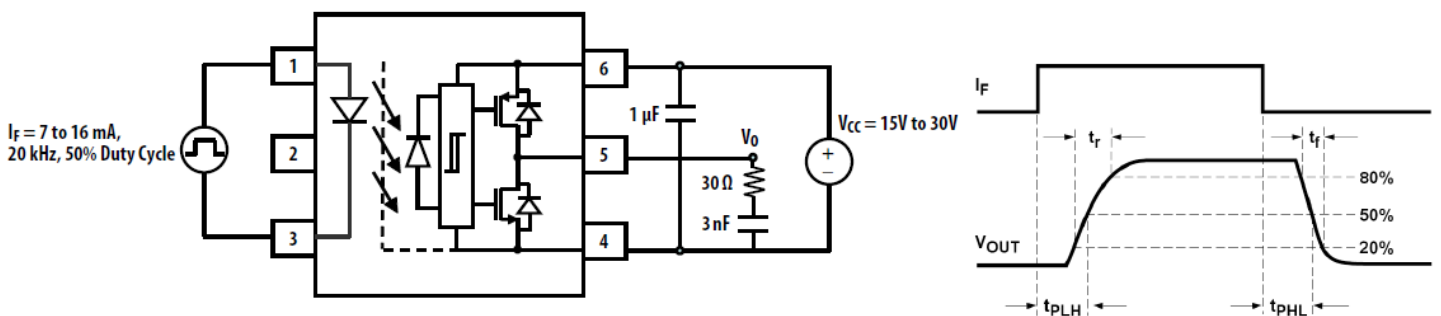 I_F = 7 to 16 mA,
20 kHz, 50% Duty Cycle
1
2
3
6
5
4
1 µF
V_O
30 Ω
3 nF
V_CC = 15V to 30V
+
−
I_F
t_r
t_f
80%
50%
20%
V_OUT
t_PLH
t_PHL